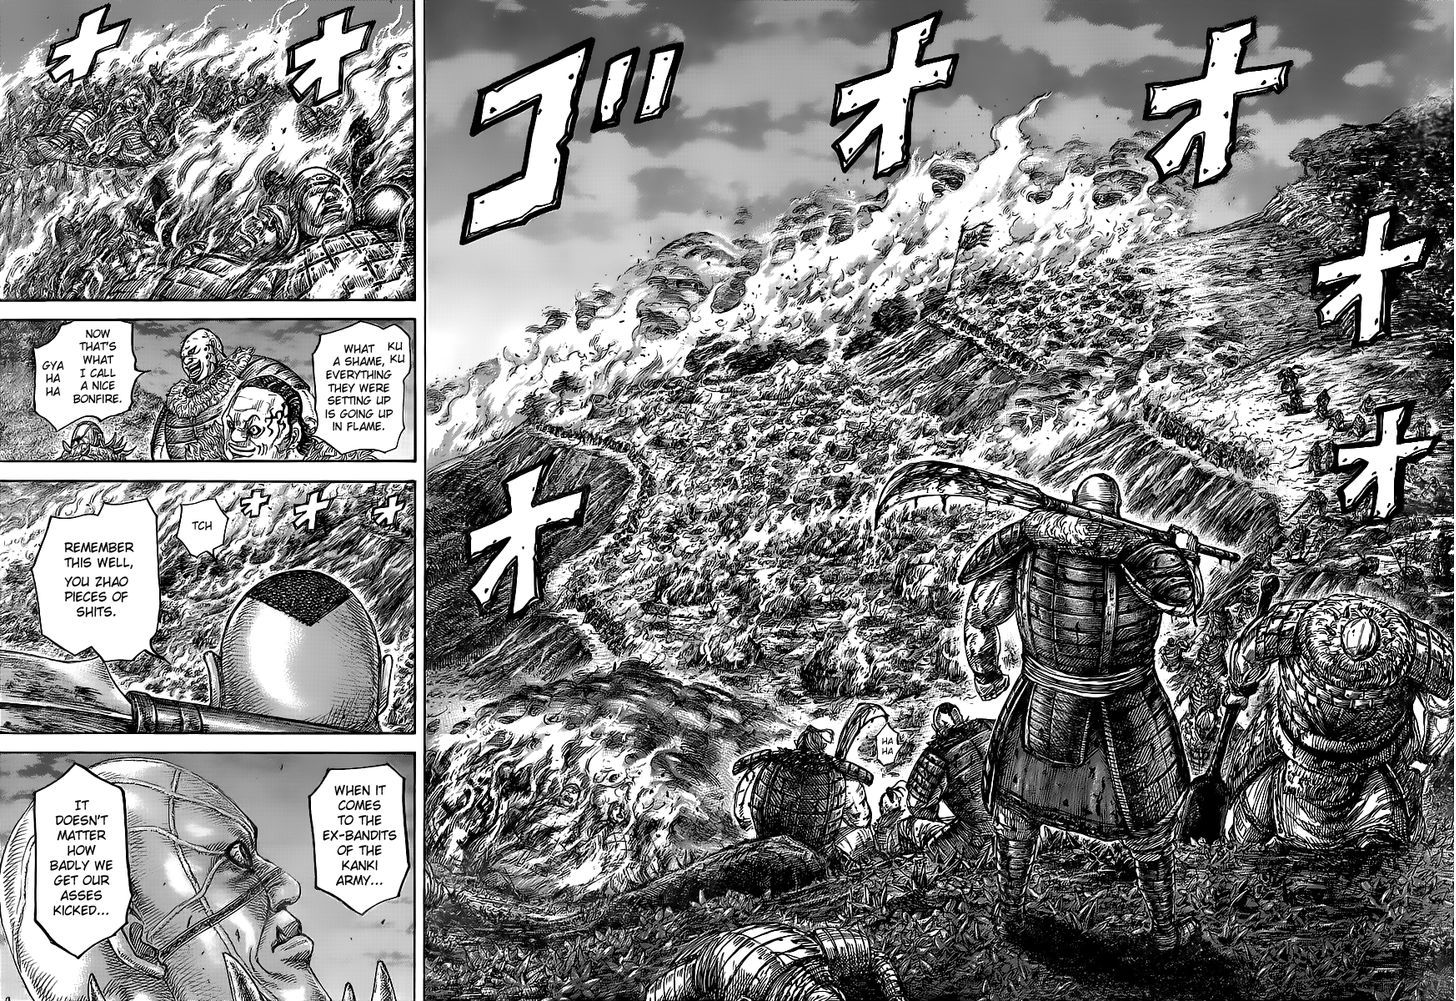 ゴ
オ
オ
オ
オ
オ
HA
HA
オ
オ
KU
KU
WHAT
A SHAME,
EVERYTHING
THEY WERE
SETTING UP
IS GOING UP
IN FLAME.
NOW
THAT'S
WHAT
I CALL
A NICE
BONFIRE.
GYA
HA
HA
オ
オ
オ
TCH
REMEMBER
THIS WELL,
YOU ZHAO
PIECES OF
SHITS.
WHEN IT
COMES
TO THE
EX-BANDITS
OF THE
KANKI
ARMY...
IT
DOESN'T
MATTER
HOW
BADLY WE
GET OUR
ASSES
KICKED...